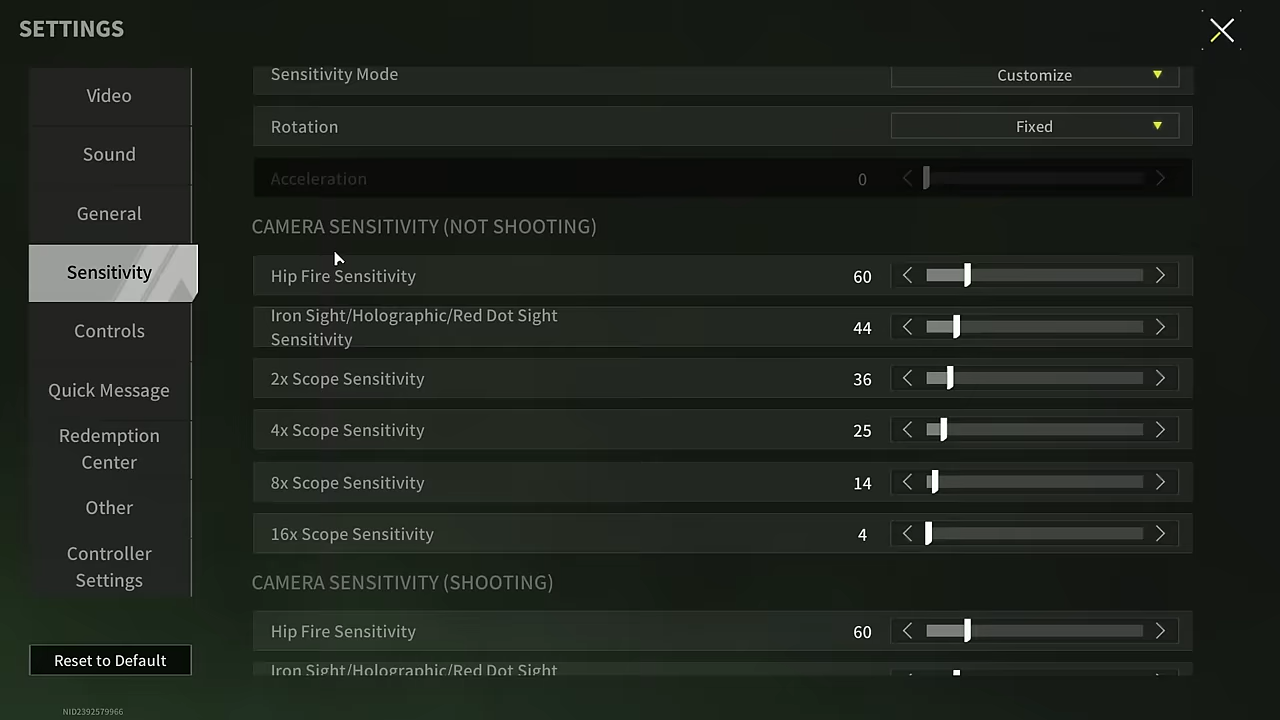 SETTINGS
Video
Sound
General
Sensitivity
Controls
Quick Message
Redemption
Center
Other
Controller
Settings
Reset to Default
NID2392579966
Sensitivity Mode Customize
Rotation Fixed
Acceleration 0
CAMERA SENSITIVITY (NOT SHOOTING)
Hip Fire Sensitivity 60
Iron Sight/Holographic/Red Dot Sight
Sensitivity 44
2x Scope Sensitivity 36
4x Scope Sensitivity 25
8x Scope Sensitivity 14
16x Scope Sensitivity 4
CAMERA SENSITIVITY (SHOOTING)
Hip Fire Sensitivity 60
Iron Sight/Holographic/Red Dot Sight